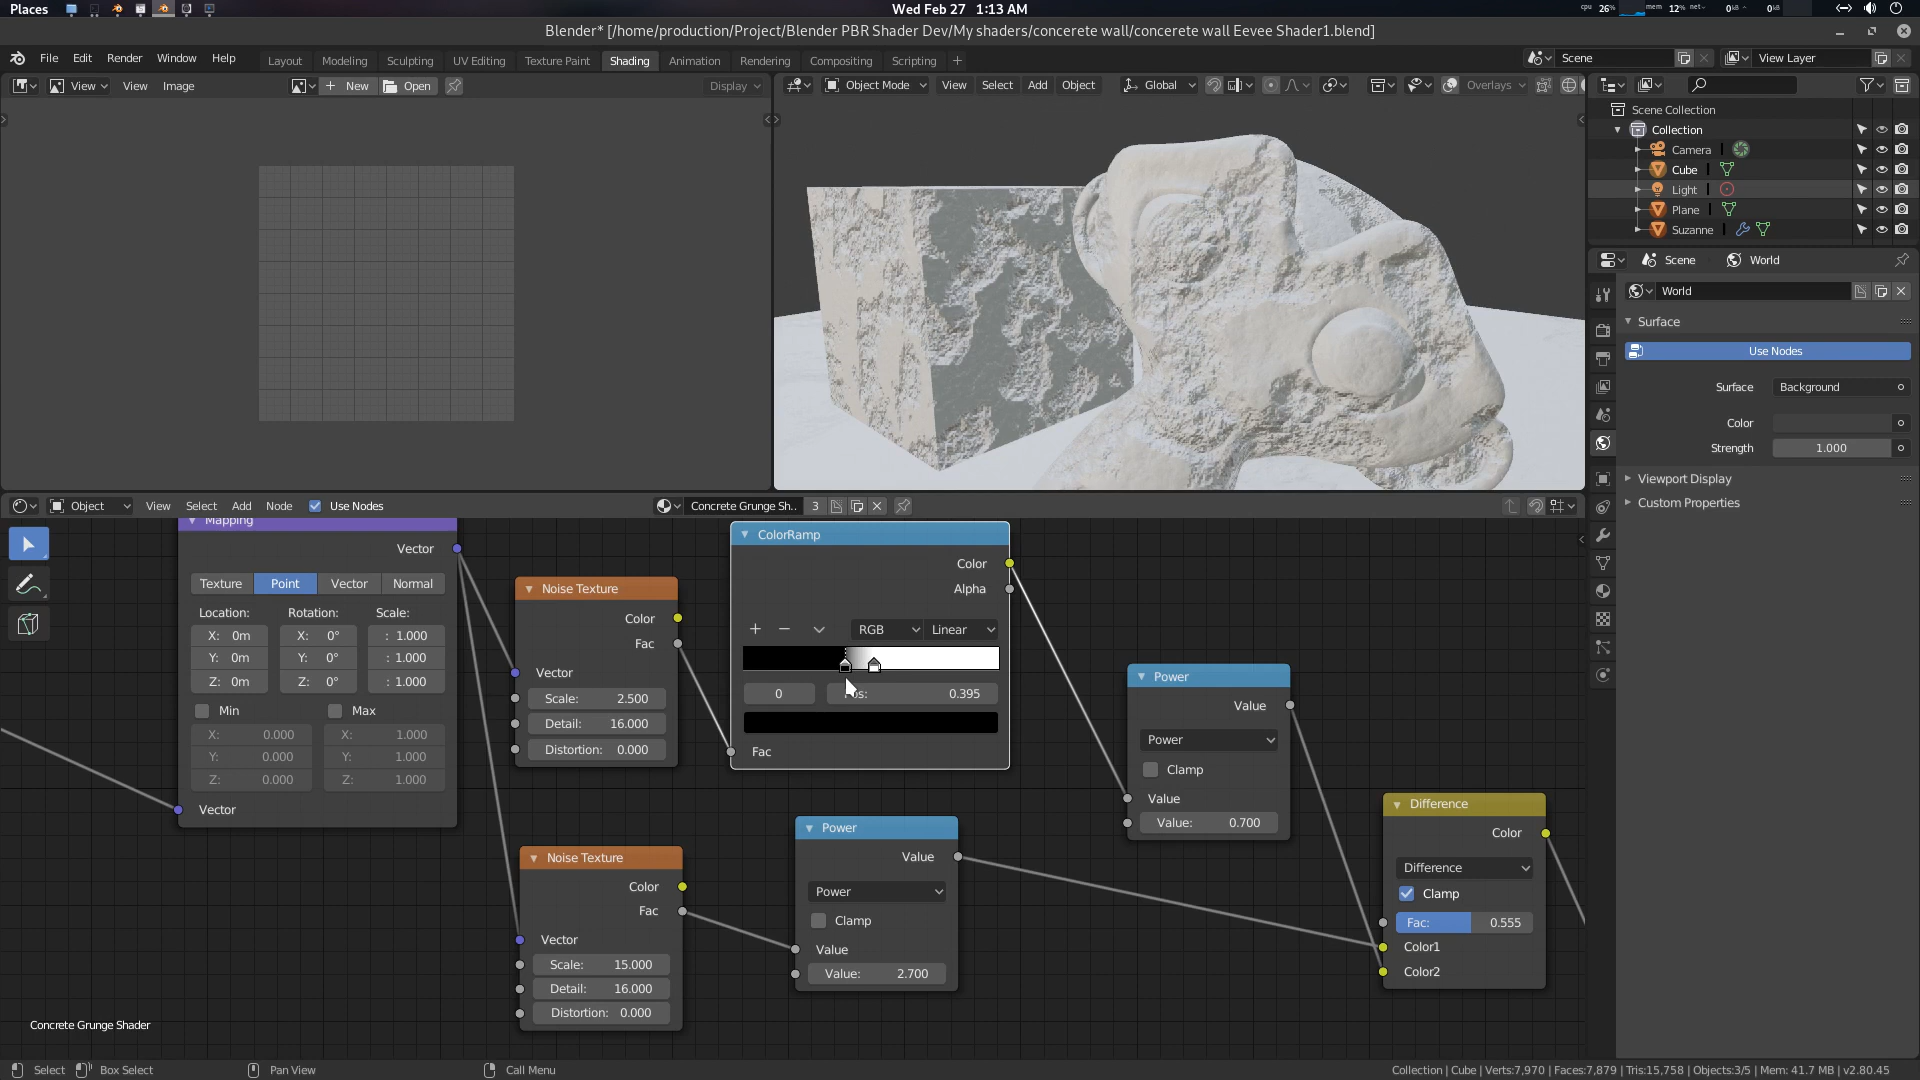 Places
Wed Feb 27 1:13 AM
cpu 26% mem 12% net 0kB 0kB
Blender* [/home/production/Project/Blender PBR Shader Dev/My shaders/concerete wall/concerete wall Eevee Shader1.blend]
File Edit Render Window Help
Layout Modeling Sculpting UV Editing Texture Paint Shading Animation Rendering Compositing Scripting +
Scene
View Layer
View View Image
New Open
Display
Object Mode View Select Add Object
Global
Overlays
Scene Collection
Collection
Camera
Cube
Light
Plane
Suzanne
Scene World
World
Surface
Use Nodes
Surface Background
Color
Strength 1.000
Viewport Display
Custom Properties
Object View Select Add Node Use Nodes
Concrete Grunge Sh.. 3
Mapping
Vector
Texture Point Vector Normal
Location: Rotation: Scale:
X: 0m X: 0° : 1.000
Y: 0m Y: 0° : 1.000
Z: 0m Z: 0° : 1.000
Min Max
X: 0.000 X: 1.000
Y: 0.000 Y: 1.000
Z: 0.000 Z: 1.000
Vector
Noise Texture
Color
Fac
Vector
Scale: 2.500
Detail: 16.000
Distortion: 0.000
ColorRamp
Color
Alpha
RGB Linear
0 0.395
Fac
Power
Value
Power
Clamp
Value
Value: 0.700
Noise Texture
Color
Fac
Vector
Scale: 15.000
Detail: 16.000
Distortion: 0.000
Power
Value
Power
Clamp
Value
Value: 2.700
Difference
Color
Difference
Clamp
Fac: 0.555
Color1
Color2
Concrete Grunge Shader
Select Box Select Pan View Call Menu
Collection | Cube | Verts:7,970 | Faces:7,879 | Tris:15,758 | Objects:3/5 | Mem: 41.7 MB | v2.80.45